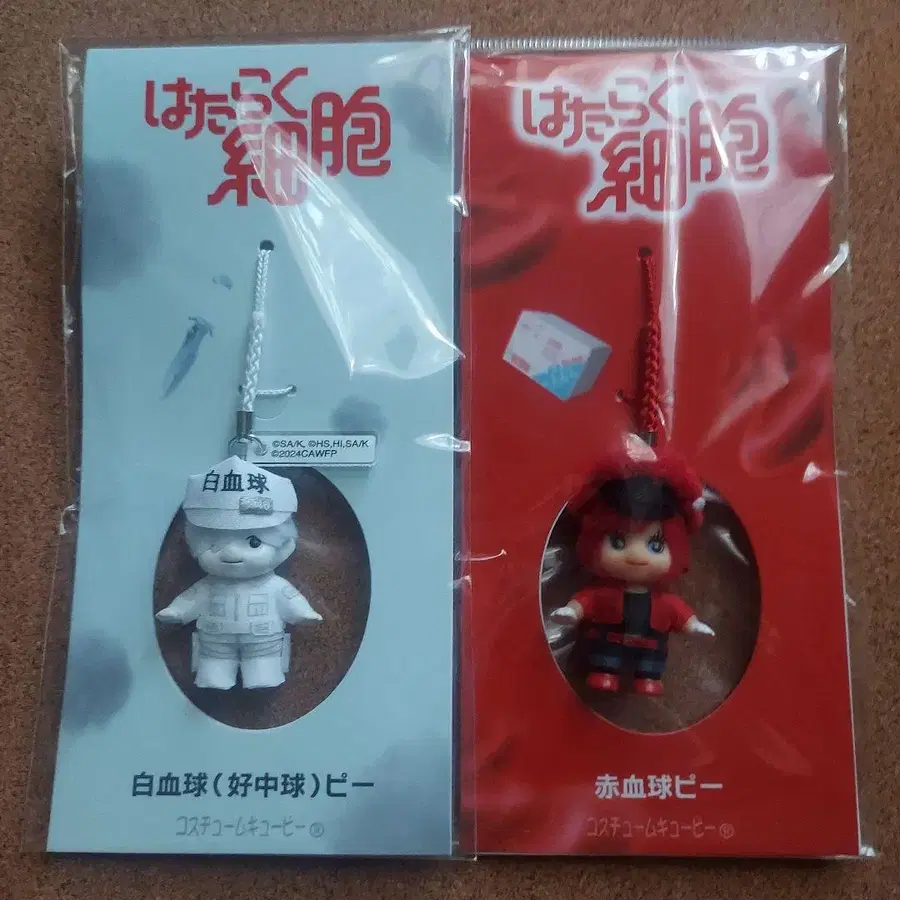 はたらく
細胞
©SA/K, ©HS,HI,SA/K
©2024CAWFP
白血球
白血球(好中球)ピー
コスチュームキューピー®
はたらく
細胞
赤血球ピー
コスチュームキューピー®